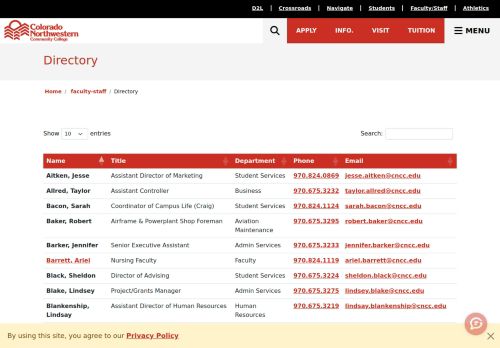 D2L | Crossroads | Navigate | Students | Faculty/Staff | Athletics
Colorado
Northwestern
Community College
APPLY INFO. VISIT TUITION MENU
Directory
Home / faculty-staff / Directory
Show 10 entries Search:
Name Title Department Phone Email
Aitken, Jesse Assistant Director of Marketing Student Services 970.824.0869 jesse.aitken@cncc.edu
Allred, Taylor Assistant Controller Business 970.675.3232 taylor.allred@cncc.edu
Bacon, Sarah Coordinator of Campus Life (Craig) Student Services 970.824.1124 sarah.bacon@cncc.edu
Baker, Robert Airframe & Powerplant Shop Foreman Aviation 970.675.3295 robert.baker@cncc.edu
Maintenance
Barker, Jennifer Senior Executive Assistant Admin Services 970.675.3233 jennifer.barker@cncc.edu
Barrett, Ariel Nursing Faculty Faculty 970.824.1119 ariel.barrett@cncc.edu
Black, Sheldon Director of Advising Student Services 970.675.3224 sheldon.black@cncc.edu
Blake, Lindsey Project/Grants Manager Admin Services 970.675.3275 lindsey.blake@cncc.edu
Blankenship, Assistant Director of Human Resources Human 970.675.3219 lindsay.blankenship@cncc.edu
Lindsay Resources
By using this site, you agree to our Privacy Policy